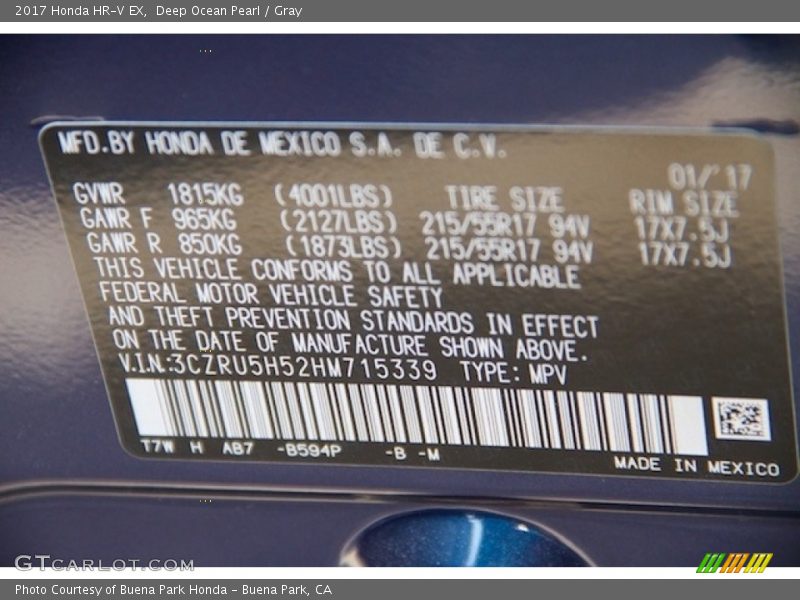 2017 Honda HR-V EX, Deep Ocean Pearl / Gray
MFD.BY HONDA DE MEXICO S.A. DE C.V.
01/'17
GVWR 1815KG (4001LBS) TIRE SIZE RIM SIZE
GAWR F 965KG (2127LBS) 215/55R17 94V 17X7.5J
GAWR R 850KG (1873LBS) 215/55R17 94V 17X7.5J
THIS VEHICLE CONFORMS TO ALL APPLICABLE
FEDERAL MOTOR VEHICLE SAFETY
AND THEFT PREVENTION STANDARDS IN EFFECT
ON THE DATE OF MANUFACTURE SHOWN ABOVE.
V.I.N:3CZRU5H52HM715339 TYPE: MPV
T7W H AB7 -B594P -B -M
MADE IN MEXICO
GTCARLOT.COM
Photo Courtesy of Buena Park Honda - Buena Park, CA